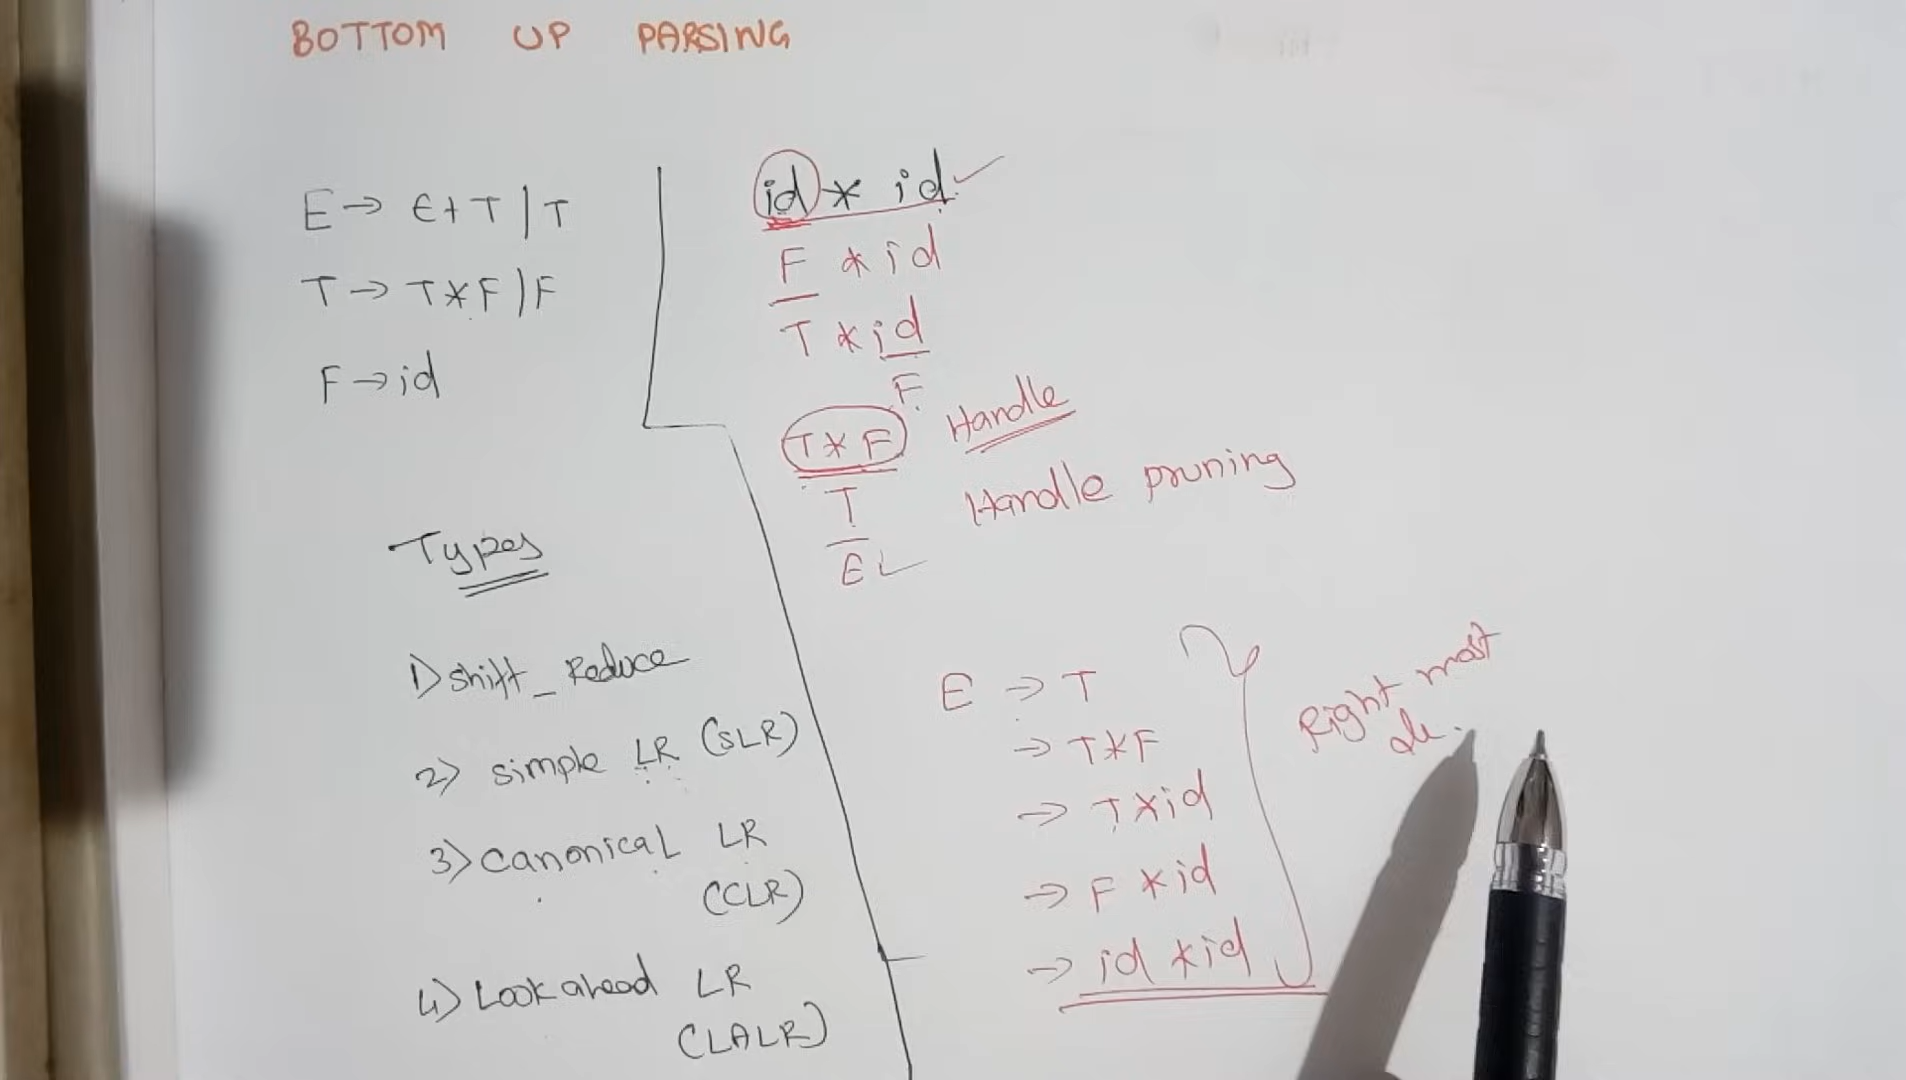 BOTTOM UP PARSING
E → E+T | T
T → T*F | F
F → id
Types
1) shift_Reduce
2) simple LR (SLR)
3) Canonical LR
(CLR)
4) Look ahead LR
(LALR)
id * id
F * id
T * id
F
T * F Handle
T Handle pruning
E
E → T
→ T*F
→ T*id
→ F *id
→ id *id
Right most
de.